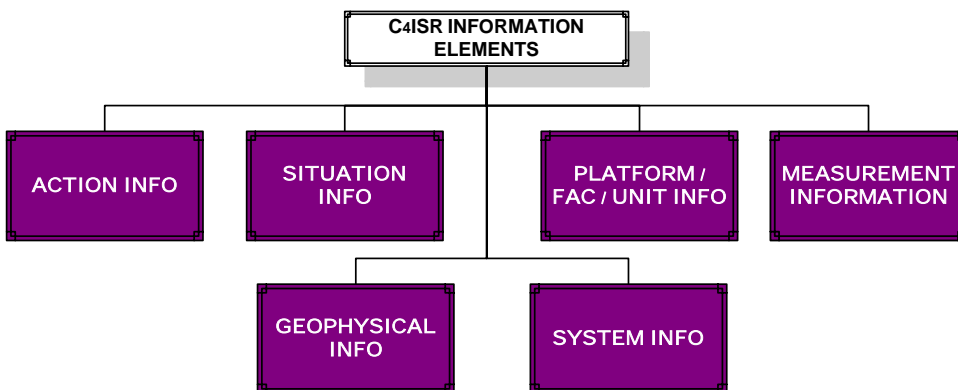 C4ISR INFORMATION
ELEMENTS
ACTION INFO
SITUATION
INFO
PLATFORM /
FAC / UNIT INFO
MEASUREMENT
INFORMATION
GEOPHYSICAL
INFO
SYSTEM INFO